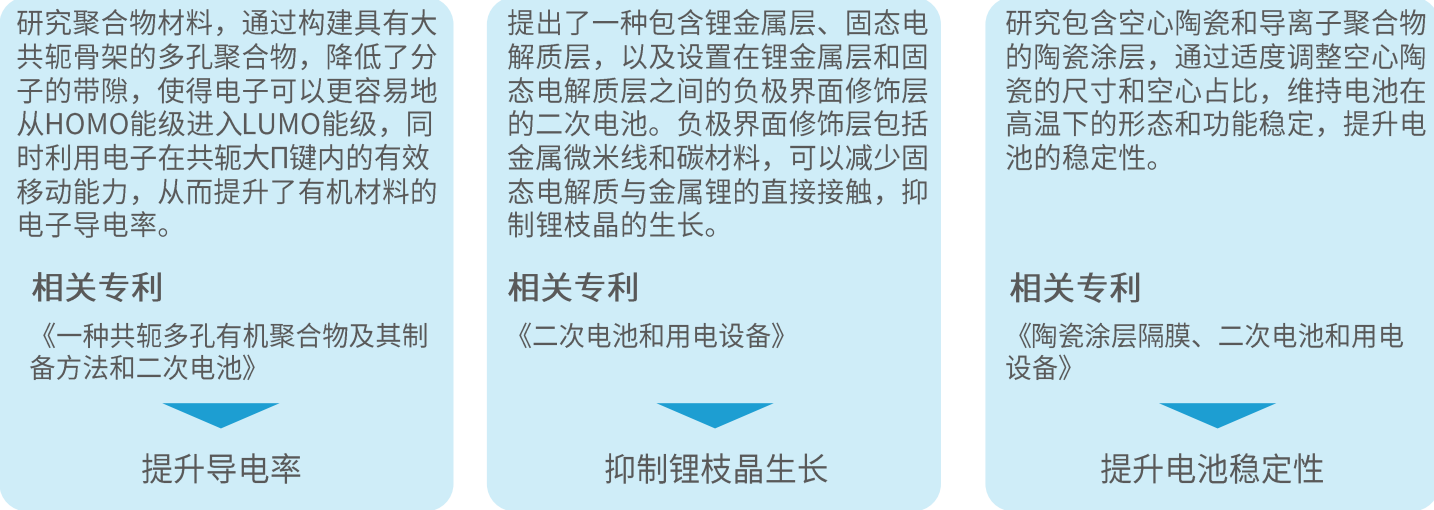 研究聚合物材料，通过构建具有大
共轭骨架的多孔聚合物，降低了分
子的带隙，使得电子可以更容易地
从HOMO能级进入LUMO能级，同
时利用电子在共轭大П键内的有效
移动能力，从而提升了有机材料的
电子导电率。
相关专利
《一种共轭多孔有机聚合物及其制
备方法和二次电池》
提升导电率
提出了一种包含锂金属层、固态电
解质层，以及设置在锂金属层和固
态电解质层之间的负极界面修饰层
的二次电池。负极界面修饰层包括
金属微米线和碳材料，可以减少固
态电解质与金属锂的直接接触，抑
制锂枝晶的生长。
相关专利
《二次电池和用电设备》
抑制锂枝晶生长
研究包含空心陶瓷和导离子聚合物
的陶瓷涂层，通过适度调整空心陶
瓷的尺寸和空心占比，维持电池在
高温下的形态和功能稳定，提升电
池的稳定性。
相关专利
《陶瓷涂层隔膜、二次电池和用电
设备》
提升电池稳定性